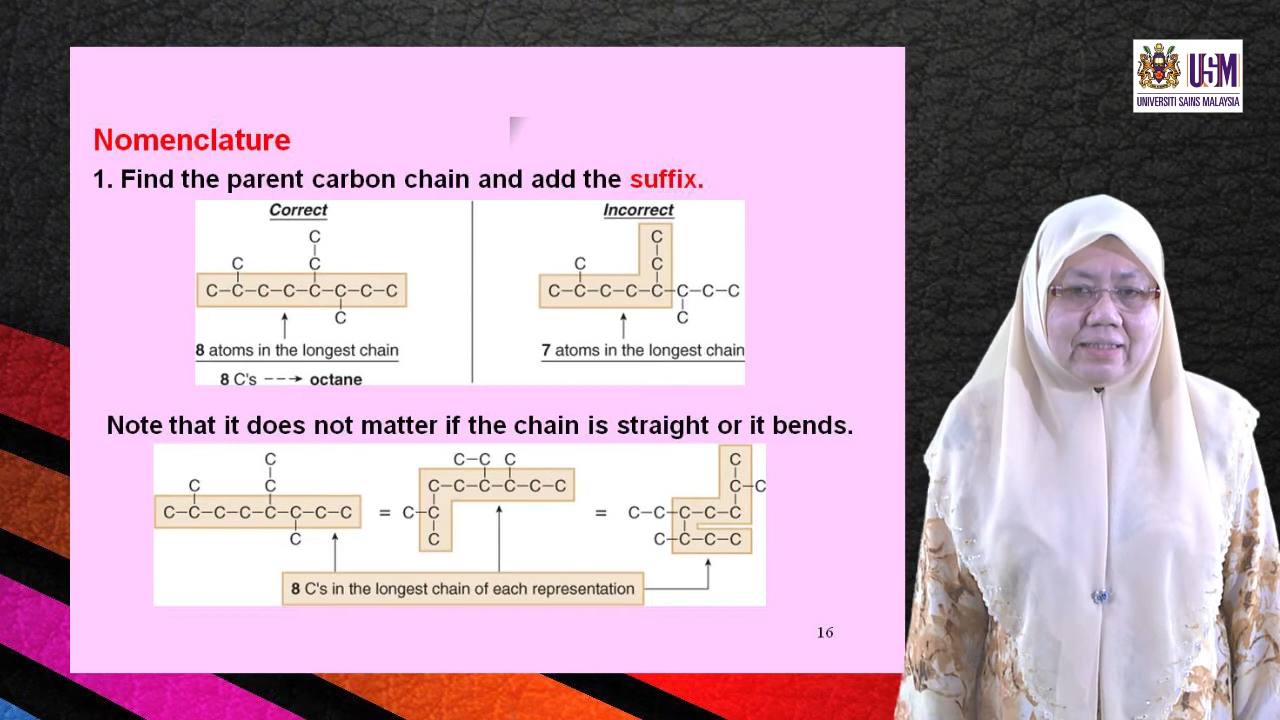 USM
UNIVERSITI SAINS MALAYSIA
Nomenclature
1. Find the parent carbon chain and add the suffix.
Correct
C
C C
C–C–C–C–C–C–C–C
C
8 atoms in the longest chain
8 C's ---→ octane
Incorrect
C
C C
C–C–C–C–C–C–C–C
C
7 atoms in the longest chain
Note that it does not matter if the chain is straight or it bends.
C
C C
C–C–C–C–C–C–C–C
C
=
C–C C
C–C–C–C–C–C
C–C
C
=
C
C–C
C–C–C–C–C
C–C–C–C
8 C's in the longest chain of each representation
16